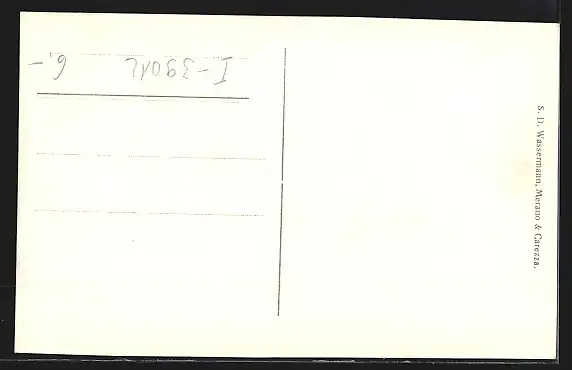 I-39012 6,-
S. D. Wassermann, Merano & Carezza.